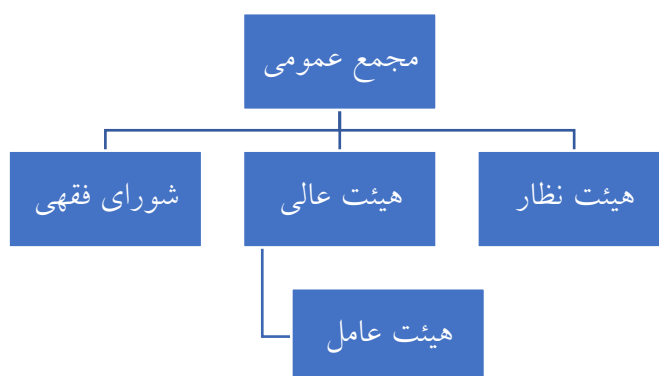 مجمع عمومی
هیئت نظار
هیئت عالی
شورای فقهی
هیئت عامل